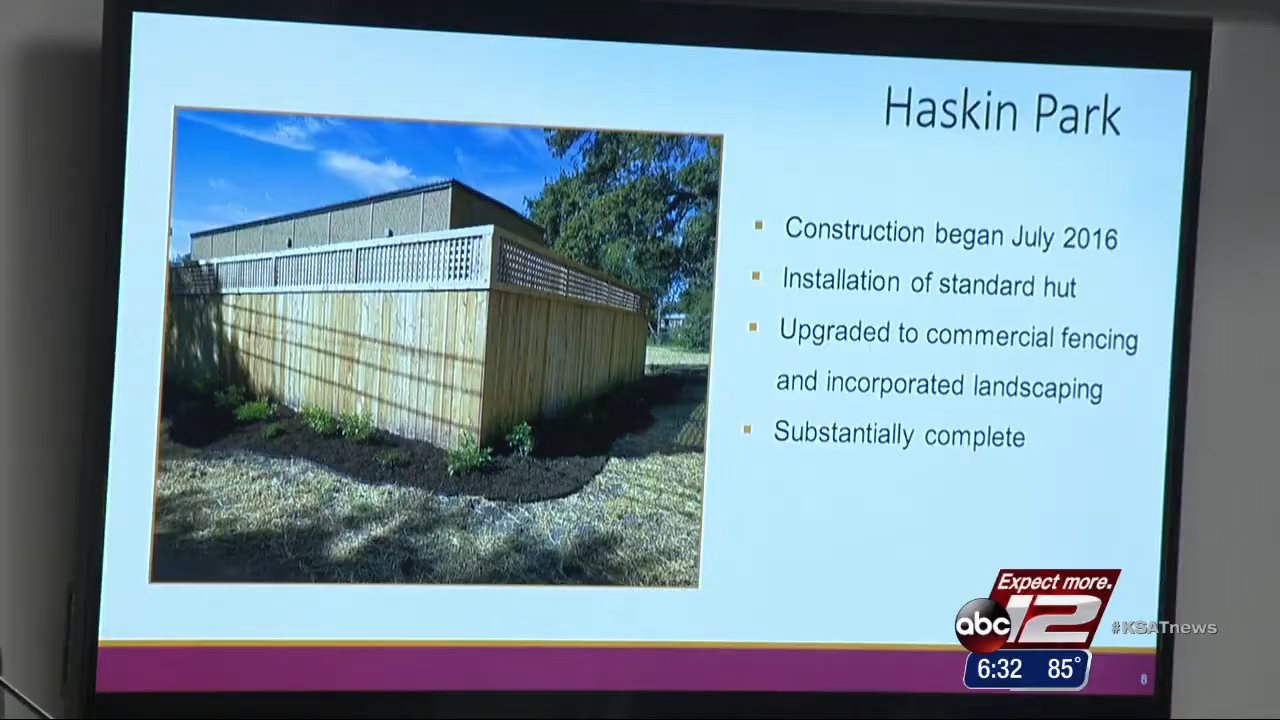 Haskin Park
Construction began July 2016
Installation of standard hut
Upgraded to commercial fencing
and incorporated landscaping
Substantially complete
Expect more.
abc 12
#KSATnews
6:32 85°
8